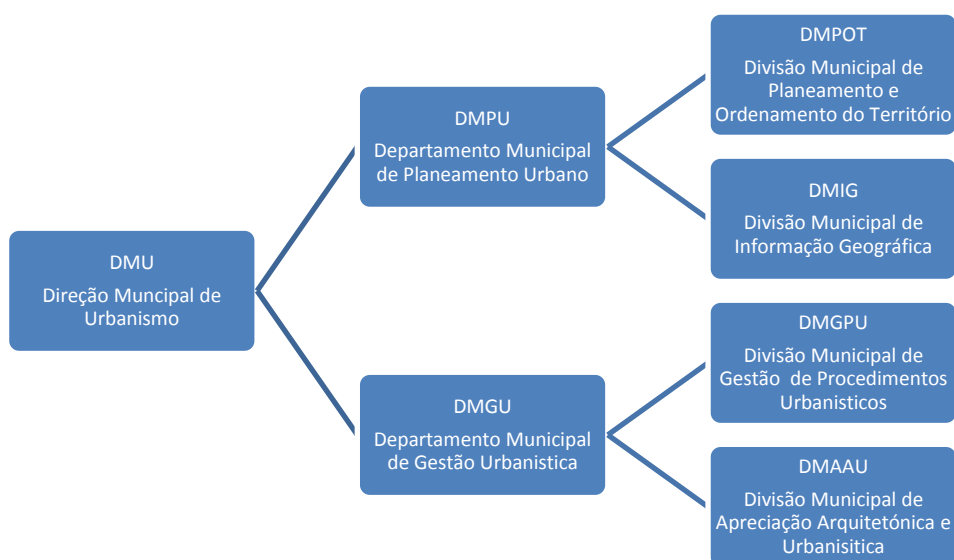 DMU
Direção Muncipal de
Urbanismo
DMPU
Departamento Municipal
de Planeamento Urbano
DMPOT
Divisão Municipal de
Planeamento e
Ordenamento do Território
DMIG
Divisão Municipal de
Informação Geográfica
DMGU
Departamento Municipal
de Gestão Urbanistica
DMGPU
Divisão Municipal de
Gestão de Procedimentos
Urbanisticos
DMAAU
Divisão Municipal de
Apreciação Arquitetónica e
Urbanisitica